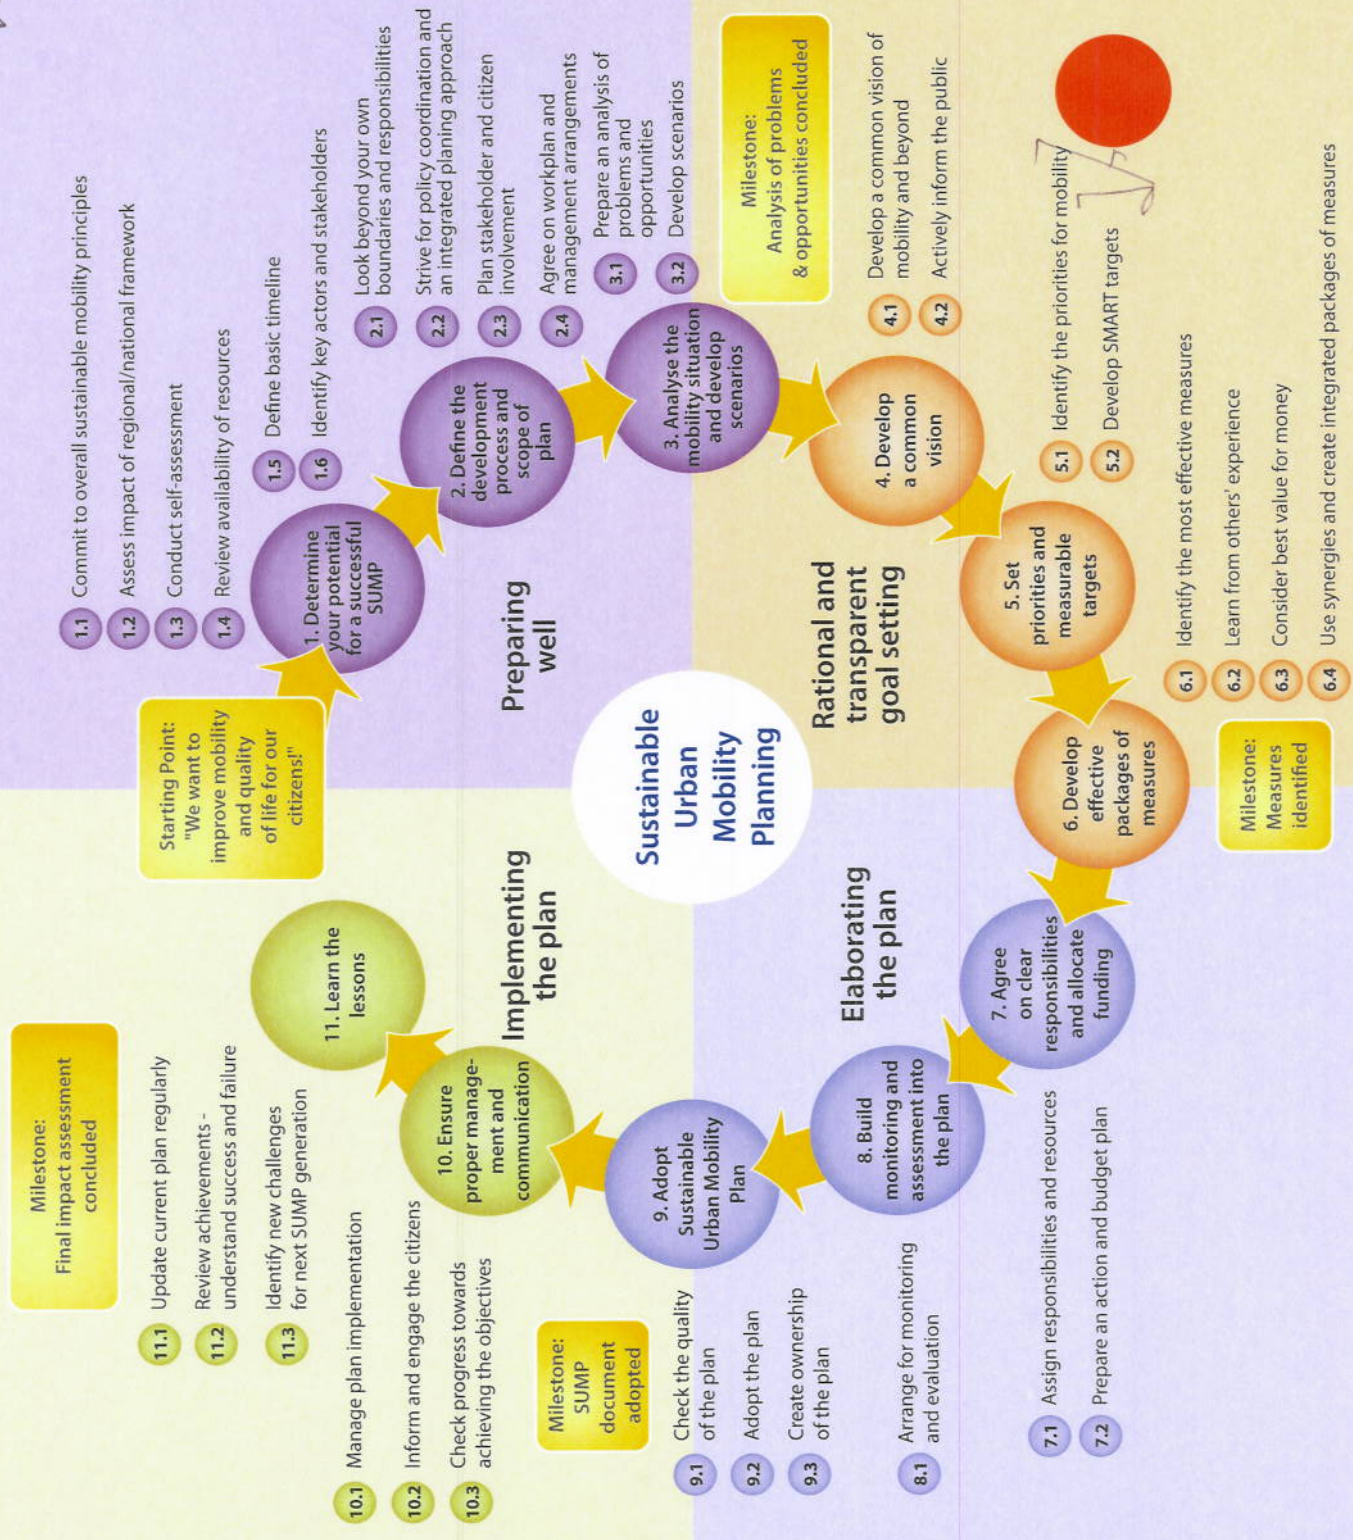 Starting Point:
"We want to
improve mobility
and quality
of life for our
citizens!"
1.1 Commit to overall sustainable mobility principles
1.2 Assess impact of regional/national framework
1.3 Conduct self-assessment
1.4 Review availability of resources
1.5 Define basic timeline
1.6 Identify key actors and stakeholders
1. Determine
your potential
for a successful
SUMP
2.1 Look beyond your own
boundaries and responsibilities
2.2 Strive for policy coordination and
an integrated planing approach
2.3 Plan stakeholder and citizen
involvement
2.4 Agree on workplan and
management arrangements
2. Define the
development
process and
scope of
plan
3.1 Prepare an analysis of
problems and
opportunities
3.2 Develop scenarios
3. Analyse the
mobility situation
and develop
scenarios
Preparing
well
Milestone:
Analysis of problems
& opportunities concluded
4.1 Develop a common vision of
mobility and beyond
4.2 Actively inform the public
4. Develop
a common
vision
5.1 Identify the priorities for mobility
5.2 Develop SMART targets
5. Set
priorities and
measurable
targets
Rational and
transparent
goal setting
6.1 Identify the most effective measures
6.2 Learn from others' experience
6.3 Consider best value for money
6.4 Use synergies and create integrated packages of measures
6. Develop
effective
packages of
measures
Milestone:
Measures
identified
Sustainable
Urban
Mobility
Planning
Elaborating
the plan
7. Agree
on clear
responsibilities
and allocate
funding
7.1 Assign responsibilities and resources
7.2 Prepare an action and budget plan
8. Build
monitoring and
assessment into
the plan
8.1 Arrange for monitoring
and evaluation
9. Adopt
Sustainable
Urban Mobility
Plan
9.1 Check the quality
of the plan
9.2 Adopt the plan
9.3 Create ownership
of the plan
Milestone:
SUMP
document
adopted
Implementing
the plan
10. Ensure
proper manage-
ment and
communication
10.1 Manage plan implementation
10.2 Inform and engage the citizens
10.3 Check progress towards
achieving the objectives
11. Learn the
lessons
11.1 Update current plan regularly
11.2 Review achievements -
understand success and failure
11.3 Identify new challenges
for next SUMP generation
Milestone:
Final impact assessment
concluded